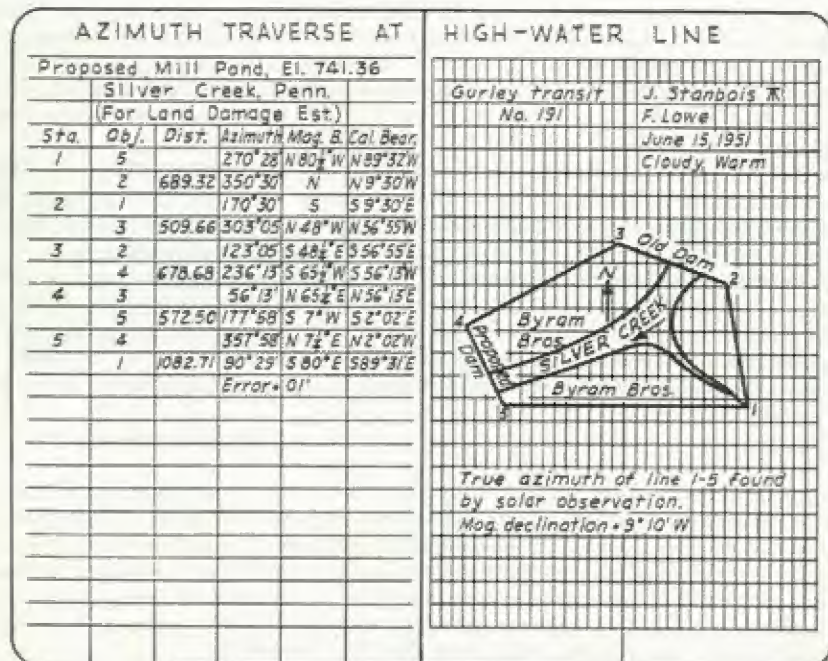 AZIMUTH TRAVERSE AT HIGH-WATER LINE
Proposed Mill Pond, El. 741.36
Silver Creek, Penn.
(For Land Damage Est.)
Sta. Obj. Dist. Azimuth Mag. B. Cal. Bear.
1 5 270°28' N 80½°W N 89°32'W
2 689.32 350°30' N N 9°30'W
2 1 170°30' S S 9°30'E
3 509.66 303°05' N 48°W N 56°55'W
3 2 123°05' S 48½°E S 56°55'E
4 678.68 236°13' S 65½°W S 56°13'W
4 3 56°13' N 65½°E N 56°13'E
5 572.50 177°58' S 7°W S 2°02'E
5 4 357°58' N 7½°E N 2°02'W
1 1082.71 90°29' S 80°E S 89°31'E
Error = 01'
Gurley transit
No. 191
J. Stanbois
F. Lowe
June 15, 1951
Cloudy, Warm
3
Old Dam
2
N
4
Byram
Bros.
SILVER CREEK
Proposed
Dam
Byram Bros.
5
1
True azimuth of line 1-5 found
by solar observation.
Mag. declination = 9°10' W